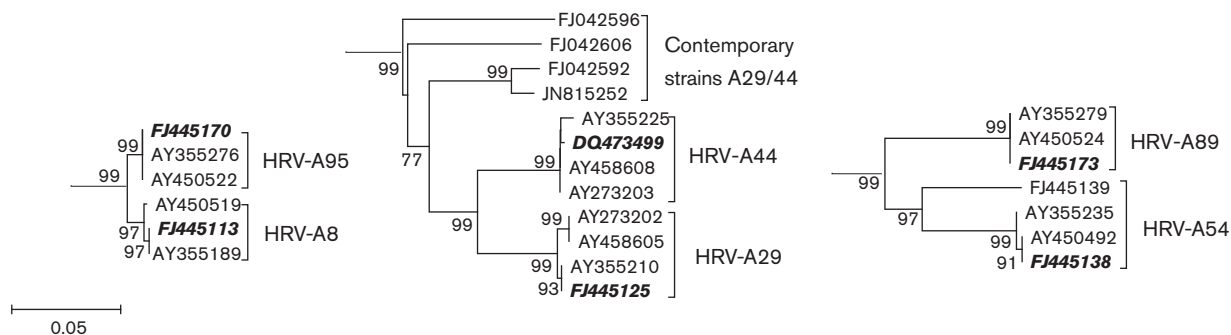 99
99
FJ445170
AY355276
AY450522
HRV-A95
97
97
AY450519
FJ445113
AY355189
HRV-A8
0.05
99
77
99
FJ042596
FJ042606
FJ042592
JN815252
Contemporary
strains A29/44
99
99
AY355225
DQ473499
AY458608
AY273203
HRV-A44
99
99
93
AY273202
AY458605
AY355210
FJ445125
HRV-A29
99
99
AY355279
AY450524
FJ445173
HRV-A89
97
99
91
FJ445139
AY355235
AY450492
FJ445138
HRV-A54